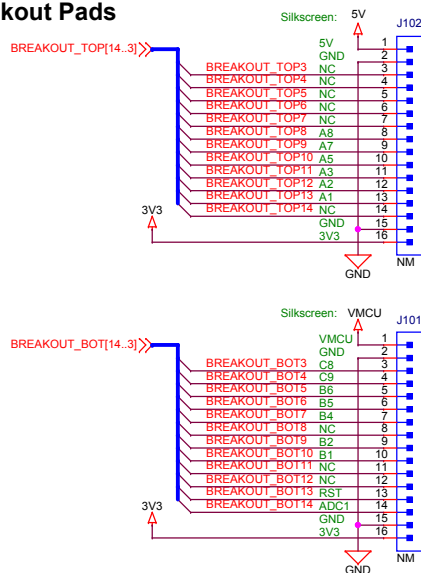 kout Pads
Silkscreen: 5V
J102
BREAKOUT_TOP[14..3]
5V 1
GND 2
BREAKOUT_TOP3 NC 3
BREAKOUT_TOP4 NC 4
BREAKOUT_TOP5 NC 5
BREAKOUT_TOP6 NC 6
BREAKOUT_TOP7 NC 7
BREAKOUT_TOP8 A8 8
BREAKOUT_TOP9 A7 9
BREAKOUT_TOP10 A5 10
BREAKOUT_TOP11 A3 11
BREAKOUT_TOP12 A2 12
BREAKOUT_TOP13 A1 13
BREAKOUT_TOP14 NC 14
3V3
GND 15
3V3 16
NM
GND
Silkscreen: VMCU
J101
BREAKOUT_BOT[14..3]
VMCU 1
GND 2
BREAKOUT_BOT3 C8 3
BREAKOUT_BOT4 C9 4
BREAKOUT_BOT5 B6 5
BREAKOUT_BOT6 B5 6
BREAKOUT_BOT7 B4 7
BREAKOUT_BOT8 NC 8
BREAKOUT_BOT9 B2 9
BREAKOUT_BOT10 B1 10
BREAKOUT_BOT11 NC 11
BREAKOUT_BOT12 NC 12
BREAKOUT_BOT13 RST 13
BREAKOUT_BOT14 ADC1 14
3V3
GND 15
3V3 16
NM
GND